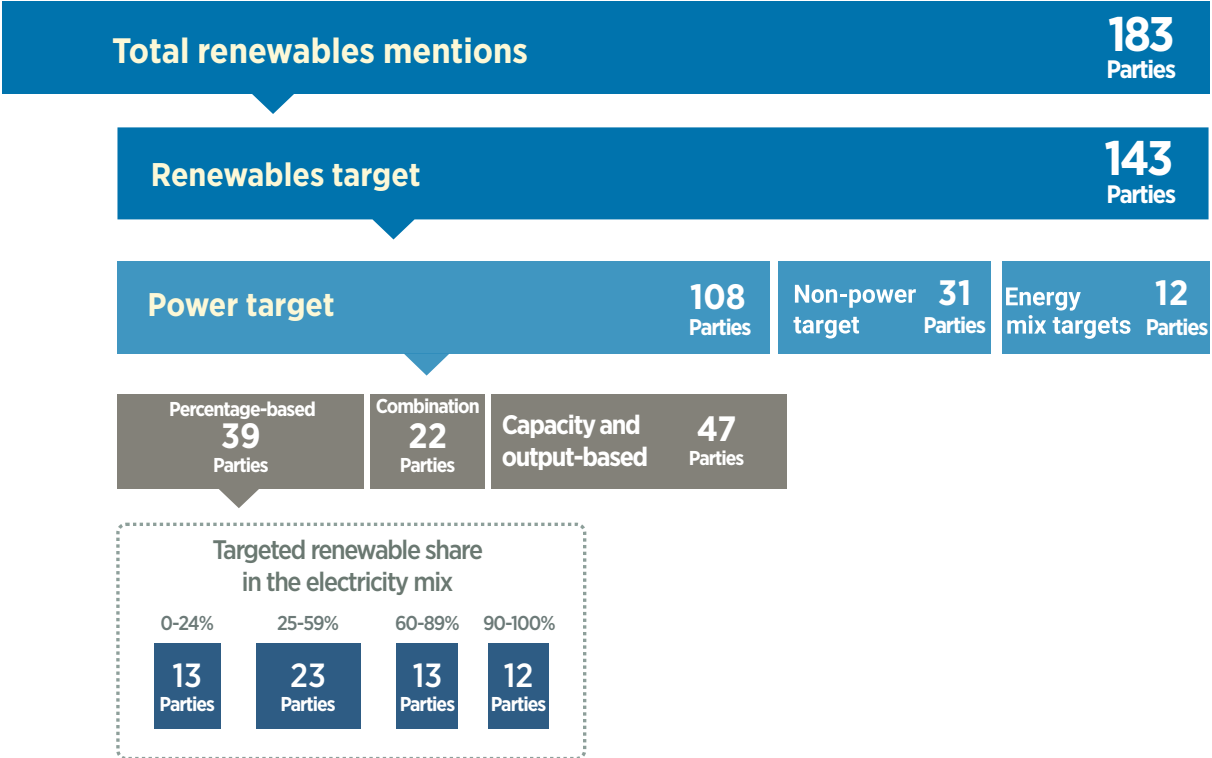 Total renewables mentions
183
Parties
Renewables target
143
Parties
Power target
108
Parties
Non-power
target
31
Parties
Energy
mix targets
12
Parties
Percentage-based
39
Parties
Combination
22
Parties
Capacity and
output-based
47
Parties
Targeted renewable share
in the electricity mix
0-24%
25-59%
60-89%
90-100%
13
Parties
23
Parties
13
Parties
12
Parties